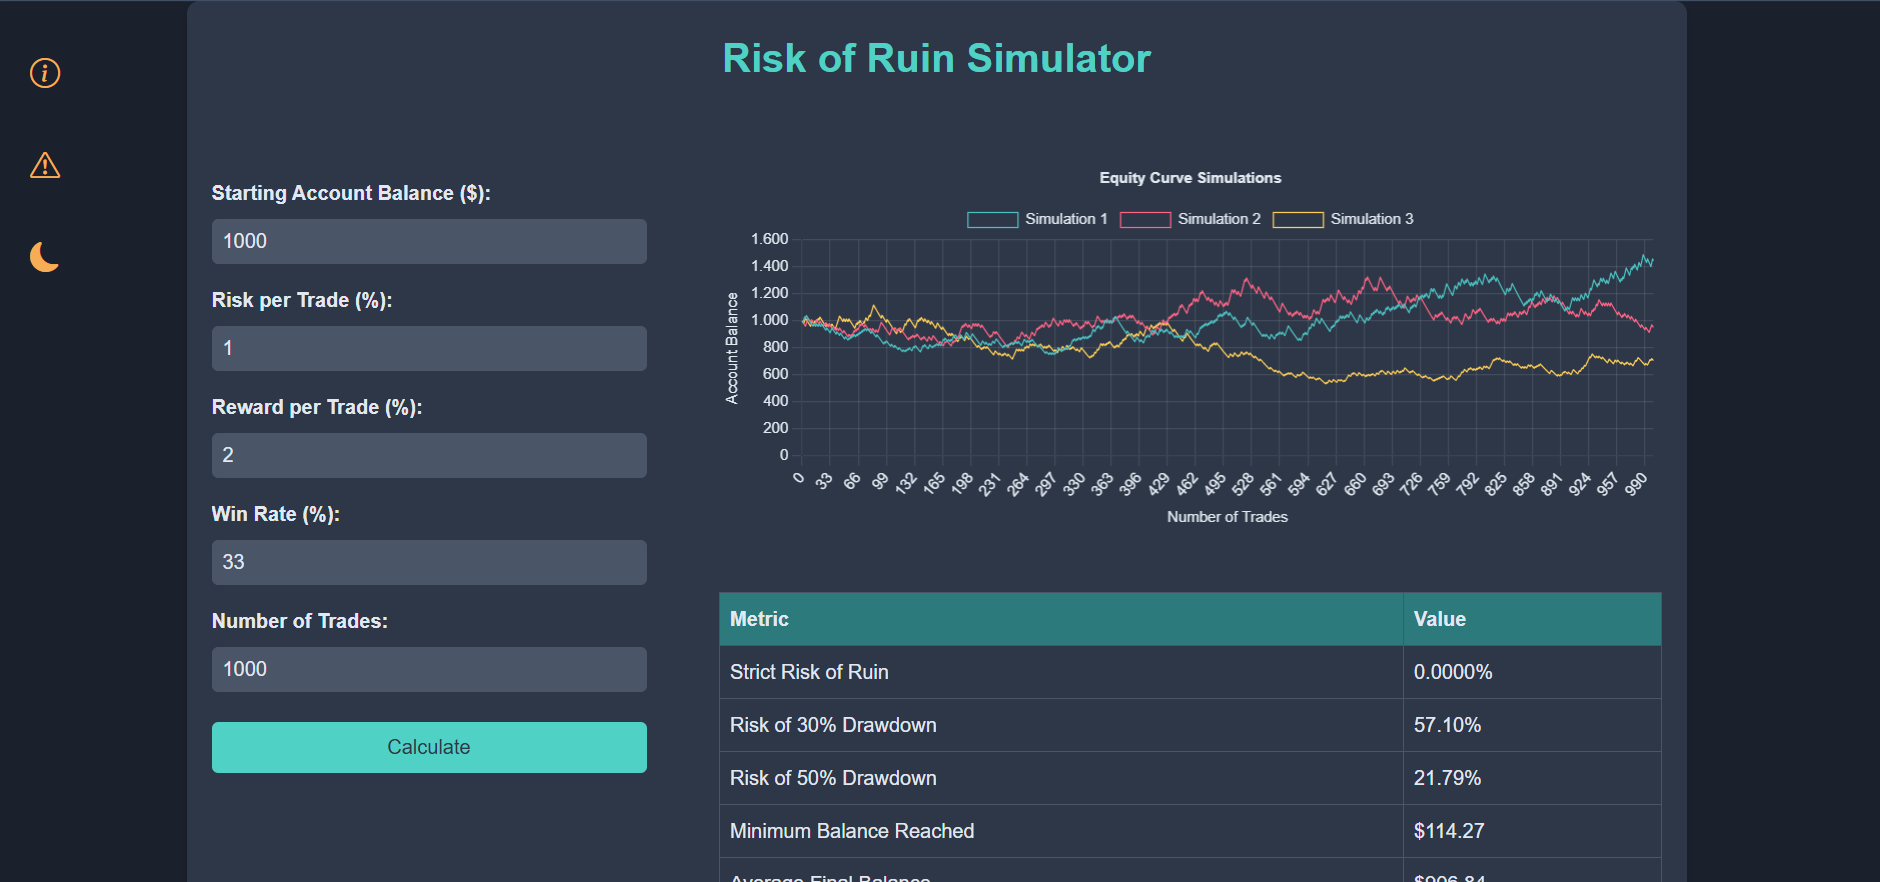 Risk of Ruin Simulator
Starting Account Balance ($):
1000
Risk per Trade (%):
1
Reward per Trade (%):
2
Win Rate (%):
33
Number of Trades:
1000
Calculate
Equity Curve Simulations
Simulation 1 Simulation 2 Simulation 3
1.600
1.400
1.200
1.000
800
600
400
200
0
Account Balance
0 33 66 99 132 165 198 231 264 297 330 363 396 429 462 495 528 561 594 627 660 693 726 759 792 825 858 891 924 957 990
Number of Trades
Metric Value
Strict Risk of Ruin 0.0000%
Risk of 30% Drawdown 57.10%
Risk of 50% Drawdown 21.79%
Minimum Balance Reached $114.27
Average Final Balance